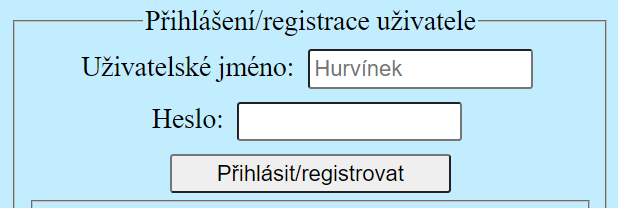 Přihlášení/registrace uživatele
Uživatelské jméno: Hurvínek
Heslo:
Přihlásit/registrovat